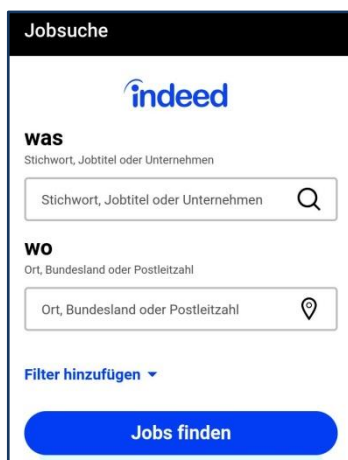 Jobsuche
indeed
was
Stichwort, Jobtitel oder Unternehmen
Stichwort, Jobtitel oder Unternehmen
wo
Ort, Bundesland oder Postleitzahl
Ort, Bundesland oder Postleitzahl
Filter hinzufügen
Jobs finden